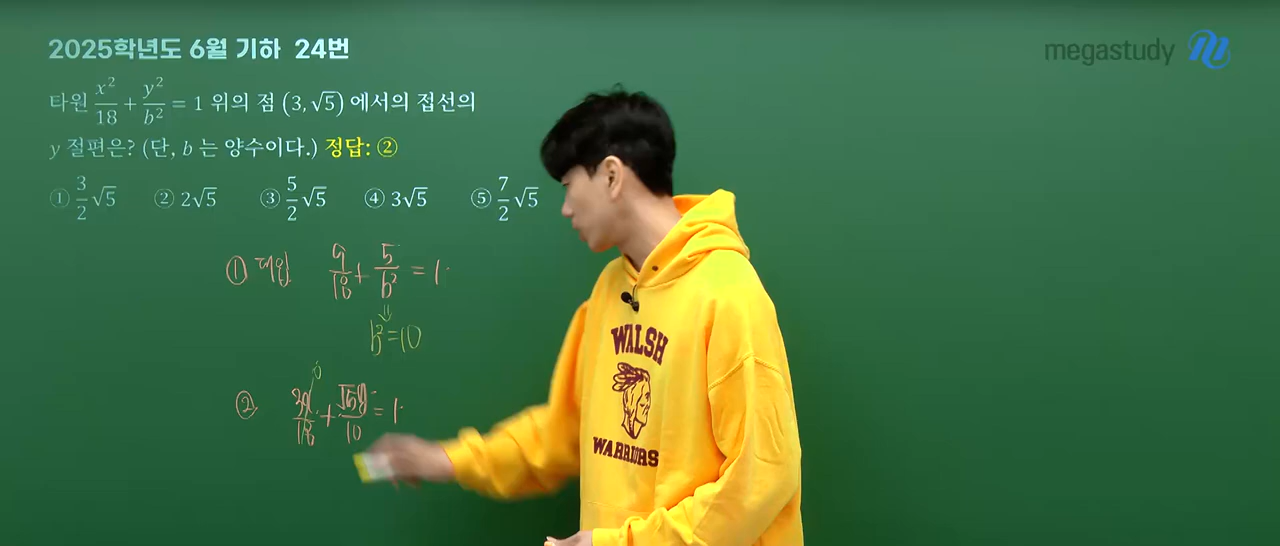 2025학년도 6월 기하 24번
megastudy
타원 x²/18 + y²/b² = 1 위의 점 (3, √5) 에서의 접선의
y 절편은? (단, b 는 양수이다.) 정답: ②
① 3/2 √5 ② 2√5 ③ 5/2 √5 ④ 3√5 ⑤ 7/2 √5
① 대입 9/18 + 5/b² = 1
b²=10
② 3x/18 + √5y/10 = 1
0
WALSH
WARRIORS